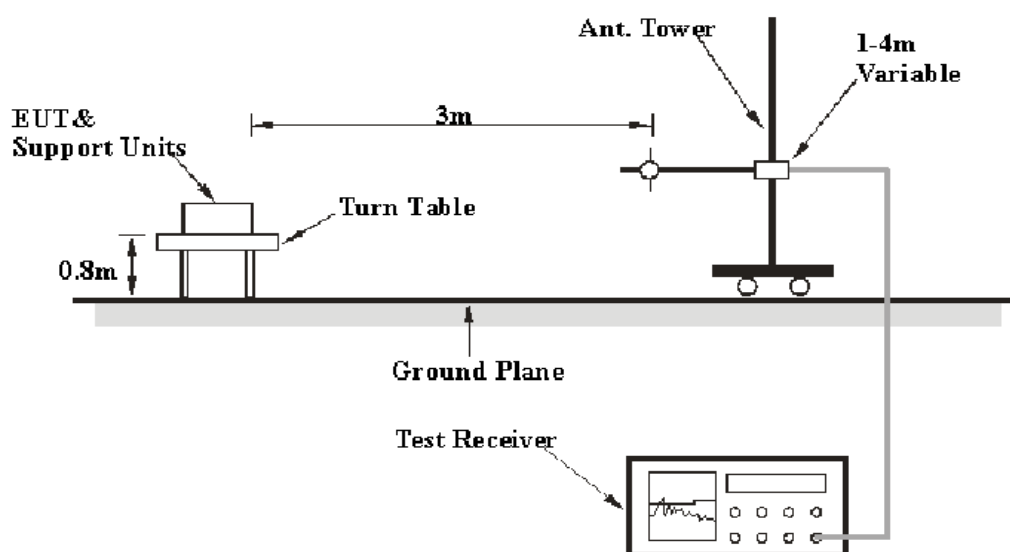 Ant. Tower
1-4m
Variable
EUT&
Support Units
3m
Turn Table
0.8m
Ground Plane
Test Receiver